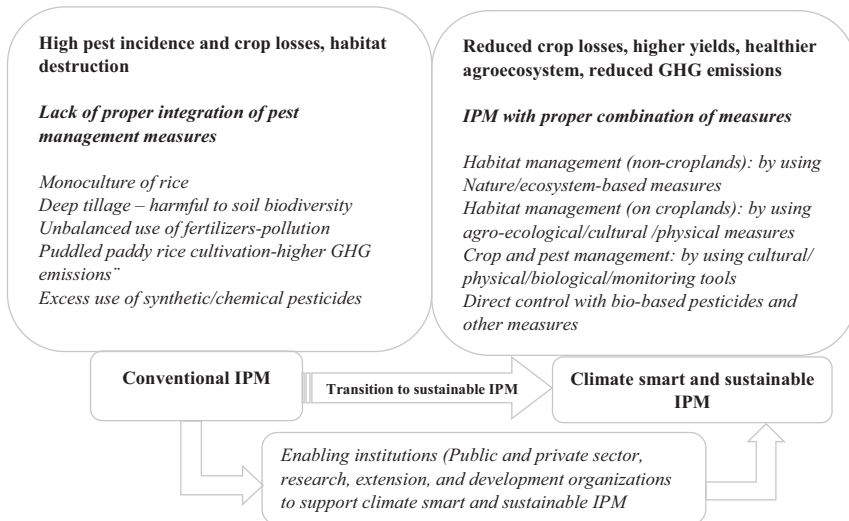 High pest incidence and crop losses, habitat
destruction
Lack of proper integration of pest
management measures
Monoculture of rice
Deep tillage – harmful to soil biodiversity
Unbalanced use of fertilizers-pollution
Puddled paddy rice cultivation-higher GHG
emissions¨
Excess use of synthetic/chemical pesticides
Reduced crop losses, higher yields, healthier
agroecosystem, reduced GHG emissions
IPM with proper combination of measures
Habitat management (non-croplands): by using
Nature/ecosystem-based measures
Habitat management (on croplands): by using
agro-ecological/cultural /physical measures
Crop and pest management: by using cultural/
physical/biological/monitoring tools
Direct control with bio-based pesticides and
other measures
Conventional IPM
Transition to sustainable IPM
Climate smart and sustainable
IPM
Enabling institutions (Public and private sector,
research, extension, and development organizations
to support climate smart and sustainable IPM